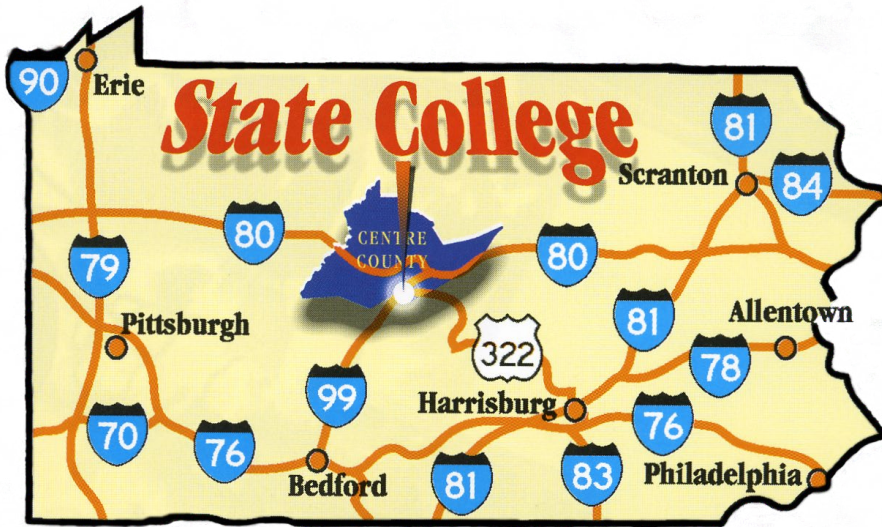 90
Erie
State College
81
Scranton
84
80
CENTRE
COUNTY
80
79
Pittsburgh
81
Allentown
322
78
99
Harrisburg
70
76
76
Bedford
81
83
Philadelphia